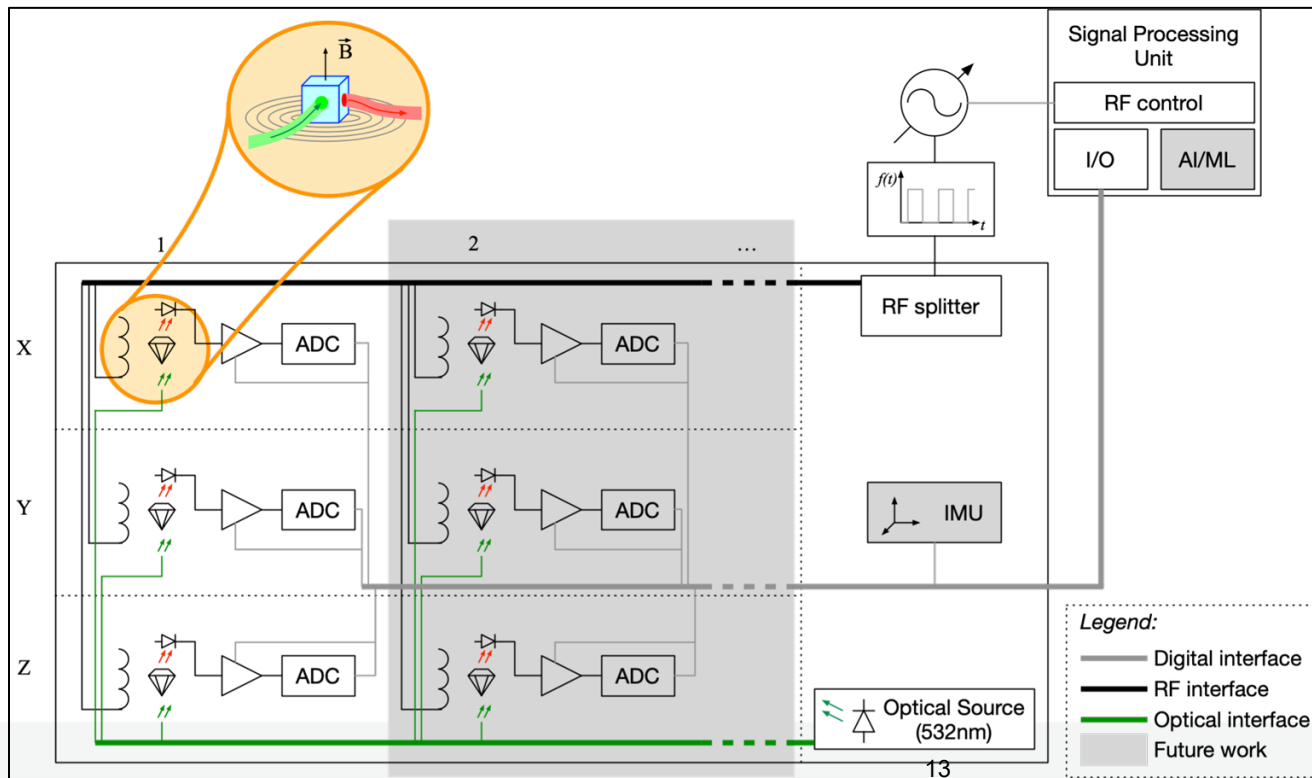 B
Signal Processing
Unit
RF control
I/O
AI/ML
f(t)
t
1
2
...
RF splitter
X
ADC
ADC
Y
ADC
ADC
IMU
Z
ADC
ADC
Optical Source
(532nm)
13
Legend:
Digital interface
RF interface
Optical interface
Future work